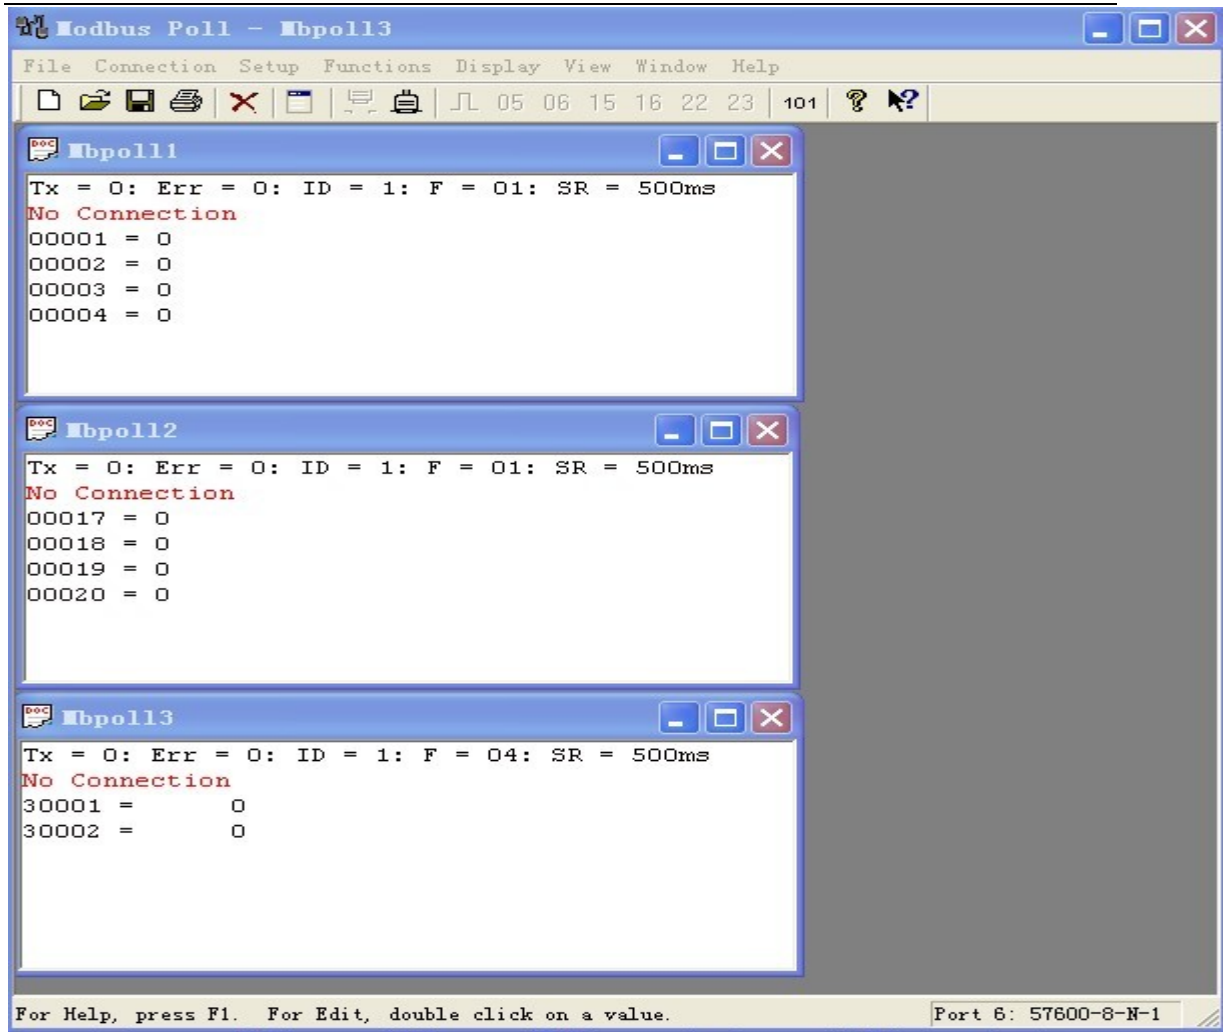 Modbus Poll - Mbpoll3
File Connection Setup Functions Display View Window Help
05 06 15 16 22 23 101
Mbpoll1
Tx = 0: Err = 0: ID = 1: F = 01: SR = 500ms
No Connection
00001 = 0
00002 = 0
00003 = 0
00004 = 0
Mbpoll2
Tx = 0: Err = 0: ID = 1: F = 01: SR = 500ms
No Connection
00017 = 0
00018 = 0
00019 = 0
00020 = 0
Mbpoll3
Tx = 0: Err = 0: ID = 1: F = 04: SR = 500ms
No Connection
30001 = 0
30002 = 0
For Help, press F1. For Edit, double click on a value. Port 6: 57600-8-N-1